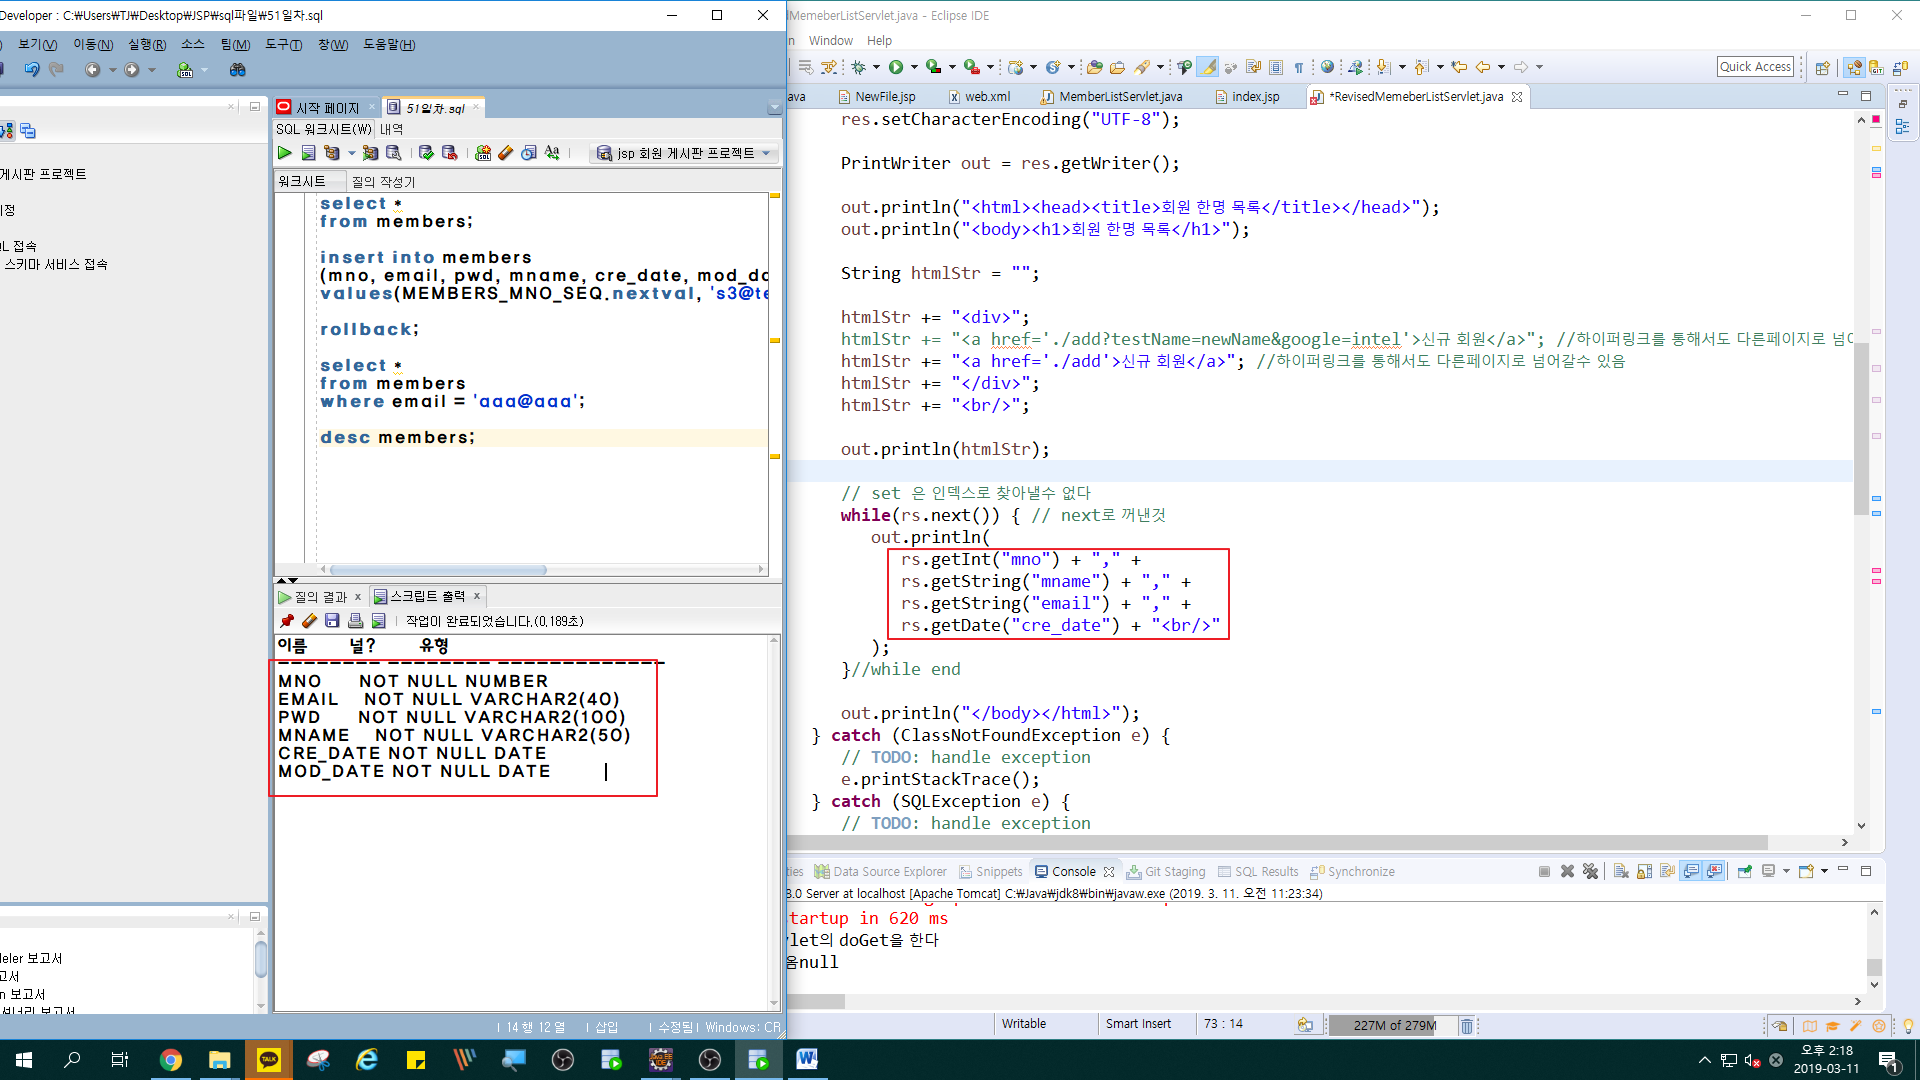 Developer : C:₩Users₩TJ₩Desktop₩JSP₩sql파일₩51일차.sql
보기(V) 이동(N) 실행(R) 소스 팀(M) 도구(T) 창(W) 도움말(H)
시작 페이지
51일차.sql
SQL 워크시트(W) 내역
jsp 회원 게시판 프로젝트
워크시트 질의 작성기
게시판 프로젝트
접속
스키마 서비스 접속
select *
from members;
insert into members
(mno, email, pwd, mname, cre_date, mod_da
values(MEMBERS_MNO_SEQ.nextval, 's3@te
rollback;
select *
from members
where email = 'aaa@aaa';
desc members;
질의 결과 x 스크립트 출력 x
작업이 완료되었습니다.(0.189초)
이름 널? 유형
-------- -------- -------------
MNO NOT NULL NUMBER
EMAIL NOT NULL VARCHAR2(40)
PWD NOT NULL VARCHAR2(100)
MNAME NOT NULL VARCHAR2(50)
CRE_DATE NOT NULL DATE
MOD_DATE NOT NULL DATE
eler 보고서
고서
n 보고서
14 행 12 열 삽입 수정됨 Windows: CR
dMemeberListServlet.java - Eclipse IDE
n Window Help
Quick Access
ava NewFile.jsp web.xml MemberListServlet.java index.jsp *RevisedMemeberListServlet.java
res.setCharacterEncoding("UTF-8");
PrintWriter out = res.getWriter();
out.println("<html><head><title>회원 한명 목록</title></head>");
out.println("<body><h1>회원 한명 목록</h1>");
String htmlStr = "";
htmlStr += "<div>";
htmlStr += "<a href='./add?testName=newName&google=intel'>신규 회원</a>"; //하이퍼링크를 통해서도 다른페이지로 넘어
htmlStr += "<a href='./add'>신규 회원</a>"; //하이퍼링크를 통해서도 다른페이지로 넘어갈수 있음
htmlStr += "</div>";
htmlStr += "<br/>";
out.println(htmlStr);
// set 은 인덱스로 찾아낼수 없다
while(rs.next()) { // next로 꺼낸것
out.println(
rs.getInt("mno") + "," +
rs.getString("mname") + "," +
rs.getString("email") + "," +
rs.getDate("cre_date") + "<br/>"
);
}//while end
out.println("</body></html>");
} catch (ClassNotFoundException e) {
// TODO: handle exception
e.printStackTrace();
} catch (SQLException e) {
// TODO: handle exception
ties Data Source Explorer Snippets Console Git Staging SQL Results Synchronize
8.0 Server at localhost [Apache Tomcat] C:₩Java₩jdk8₩bin₩javaw.exe (2019. 3. 11. 오전 11:23:34)
startup in 620 ms
vlet의 doGet을 한다
옴null
Writable Smart Insert 73 : 14 227M of 279M
TALK
오후 2:18
2019-03-11
1